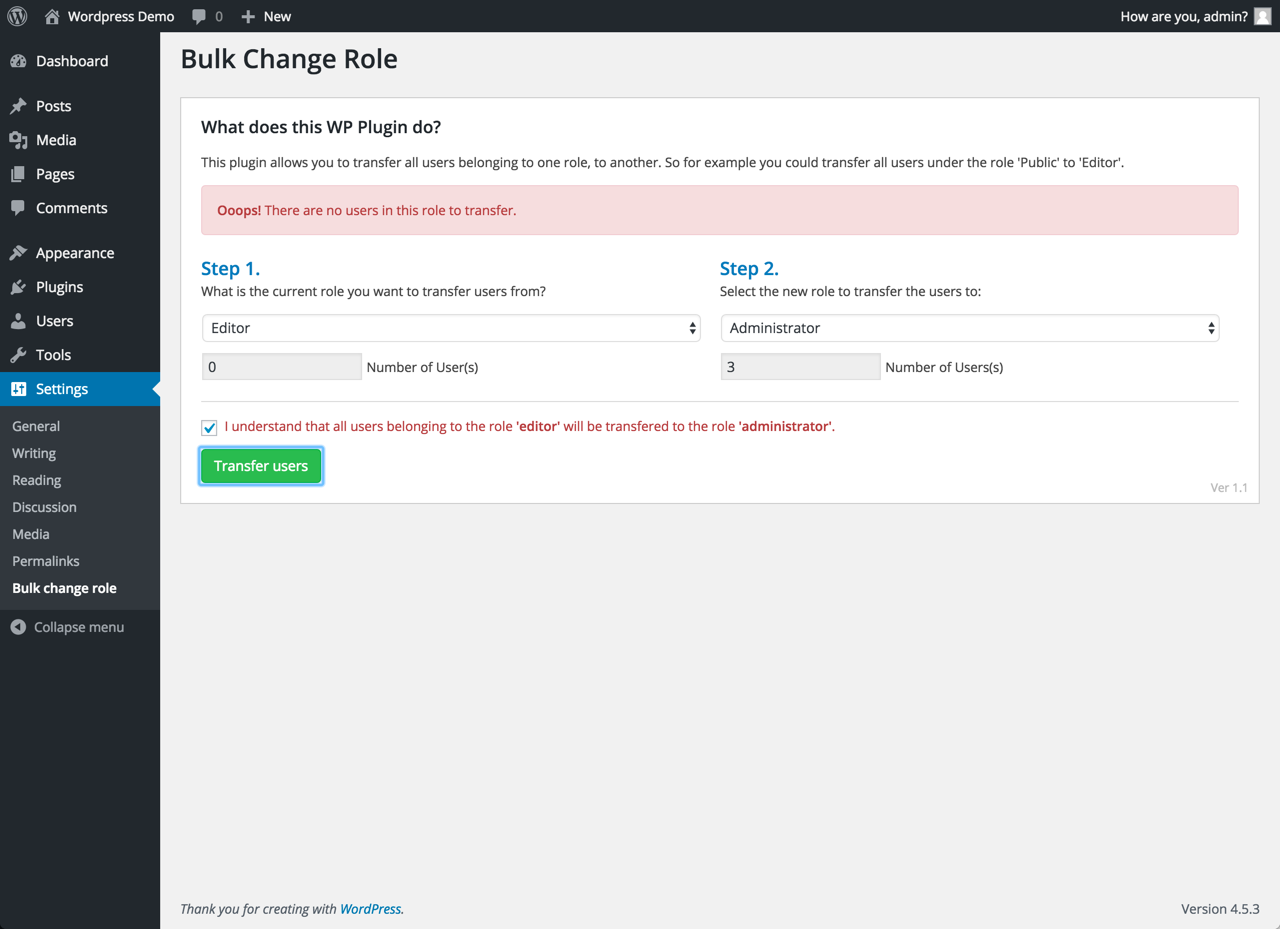 Wordpress Demo 0 New How are you, admin?
Dashboard
Posts
Media
Pages
Comments
Appearance
Plugins
Users
Tools
Settings
General
Writing
Reading
Discussion
Media
Permalinks
Bulk change role
Collapse menu
Bulk Change Role
What does this WP Plugin do?
This plugin allows you to transfer all users belonging to one role, to another. So for example you could transfer all users under the role 'Public' to 'Editor'.
Ooops! There are no users in this role to transfer.
Step 1.
What is the current role you want to transfer users from?
Editor
0 Number of User(s)
Step 2.
Select the new role to transfer the users to:
Administrator
3 Number of Users(s)
I understand that all users belonging to the role 'editor' will be transfered to the role 'administrator'.
Transfer users
Ver 1.1
Thank you for creating with WordPress.
Version 4.5.3